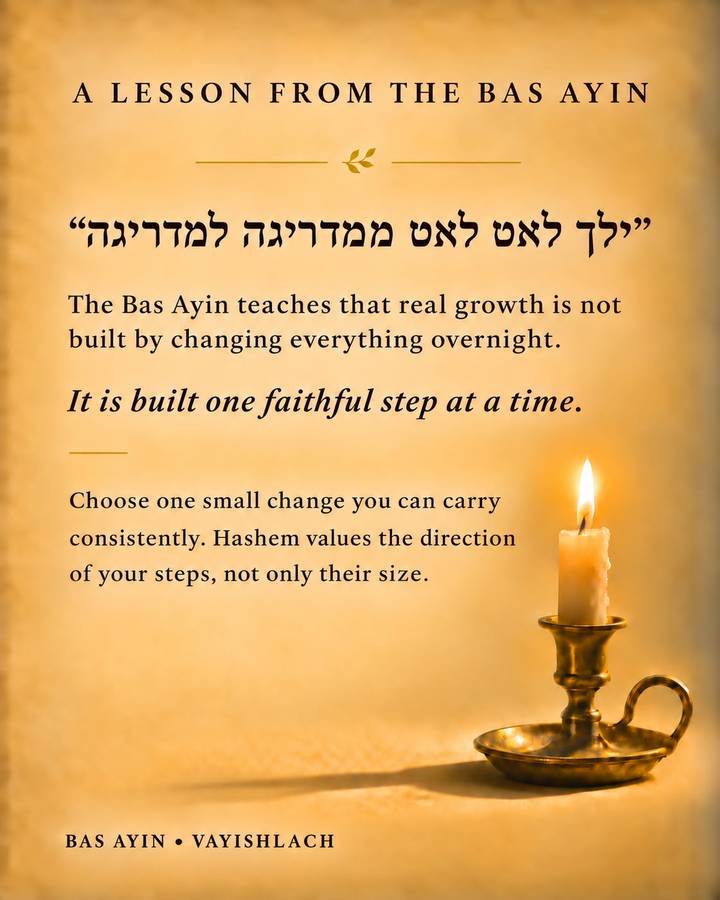 A LESSON FROM THE BAS AYIN
”ילך לאט לאט ממדריגה למדריגה“
The Bas Ayin teaches that real growth is not
built by changing everything overnight.
It is built one faithful step at a time.
Choose one small change you can carry
consistently. Hashem values the direction
of your steps, not only their size.
BAS AYIN • VAYISHLACH